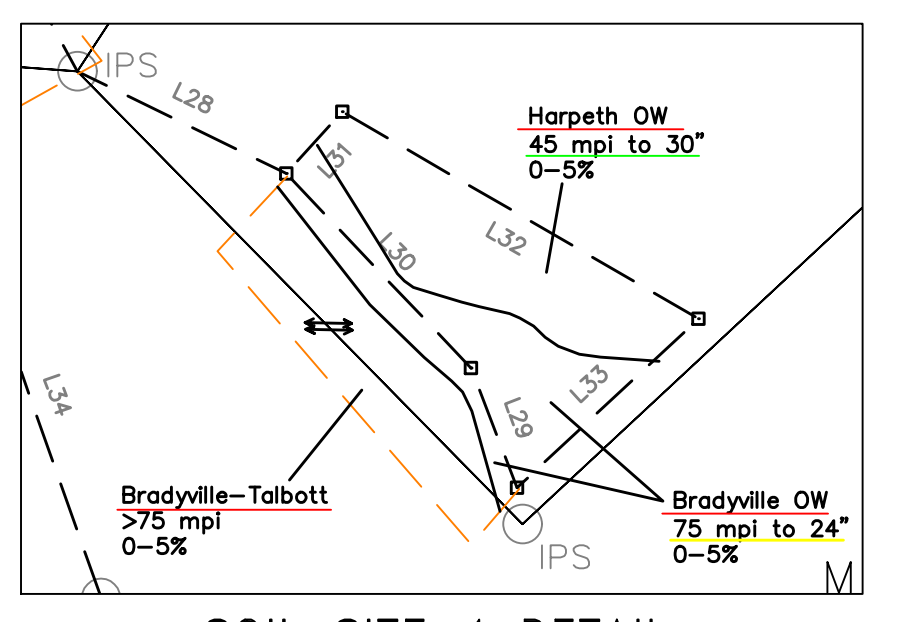 IPS
L28
Harpeth OW
45 mpi to 30"
0-5%
L31
L32
L30
L34
L33
L29
Bradyville-Talbott
>75 mpi
0-5%
Bradyville OW
75 mpi to 24"
0-5%
IPS
M